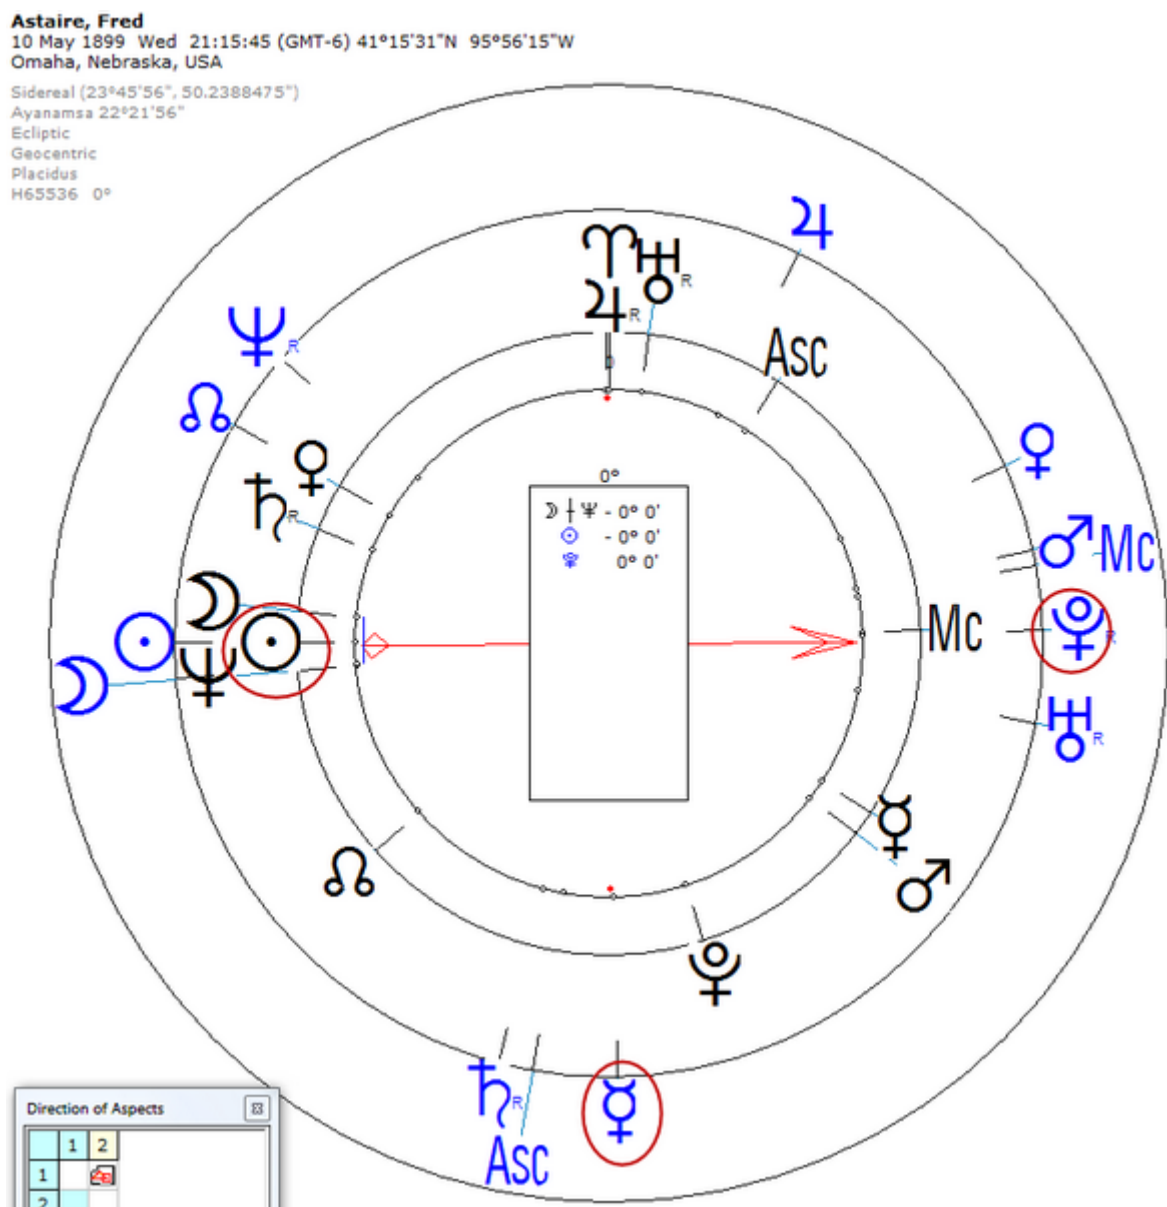 Astaire, Fred
10 May 1899 Wed 21:15:45 (GMT-6) 41°15'31"N 95°56'15"W
Omaha, Nebraska, USA
Sidereal (23°45'56", 50.2388475")
Ayanamsa 22°21'56"
Ecliptic
Geocentric
Placidus
H65536 0°
♃
♈ ♅ R
♃ R
♆ R
Asc
☊
♀
♀
♄ R
0°
☽ ♆ - 0° 0'
☉ - 0° 0'
♇ 0° 0'
♂ Mc
☽
☉ ☉ Mc ♇ R
☽ ♆
♅ R
☿
☊ ♂
♇
♄ R ☿
Asc
Direction of Aspects
1 2
1
2